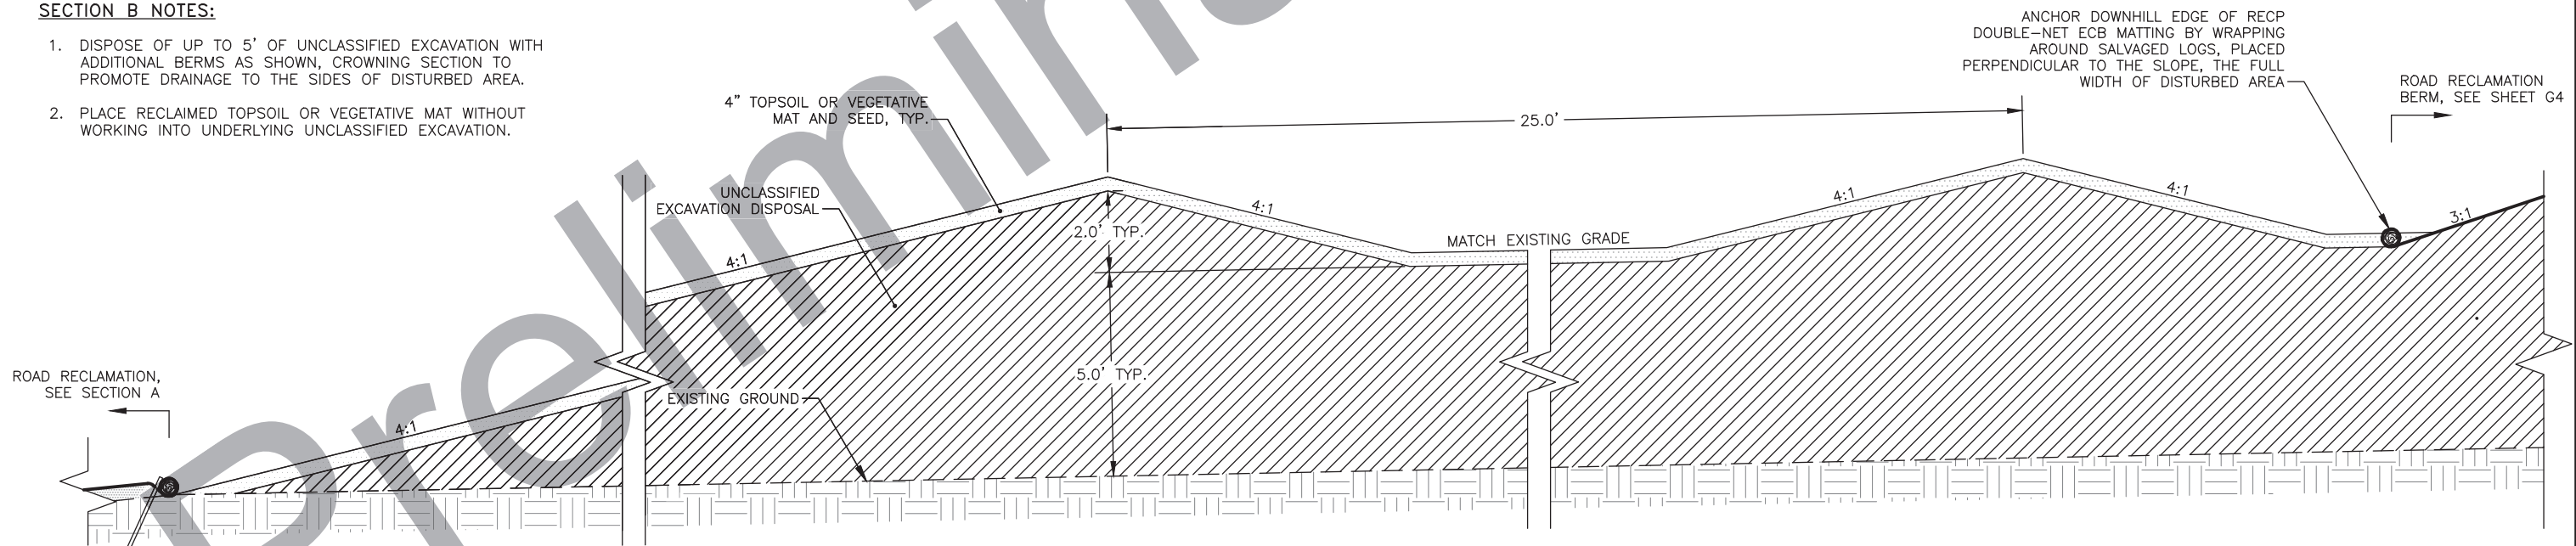 SECTION B NOTES:
1. DISPOSE OF UP TO 5' OF UNCLASSIFIED EXCAVATION WITH
ADDITIONAL BERMS AS SHOWN, CROWNING SECTION TO
PROMOTE DRAINAGE TO THE SIDES OF DISTURBED AREA.
2. PLACE RECLAIMED TOPSOIL OR VEGETATIVE MAT WITHOUT
WORKING INTO UNDERLYING UNCLASSIFIED EXCAVATION.
4" TOPSOIL OR VEGETATIVE
MAT AND SEED, TYP.
UNCLASSIFIED
EXCAVATION DISPOSAL
25.0'
ANCHOR DOWNHILL EDGE OF RECP
DOUBLE-NET ECB MATTING BY WRAPPING
AROUND SALVAGED LOGS, PLACED
PERPENDICULAR TO THE SLOPE, THE FULL
WIDTH OF DISTURBED AREA
ROAD RECLAMATION
BERM, SEE SHEET G4
4:1
4:1
4:1
3:1
2.0' TYP.
MATCH EXISTING GRADE
4:1
5.0' TYP.
EXISTING GROUND
ROAD RECLAMATION,
SEE SECTION A
4:1